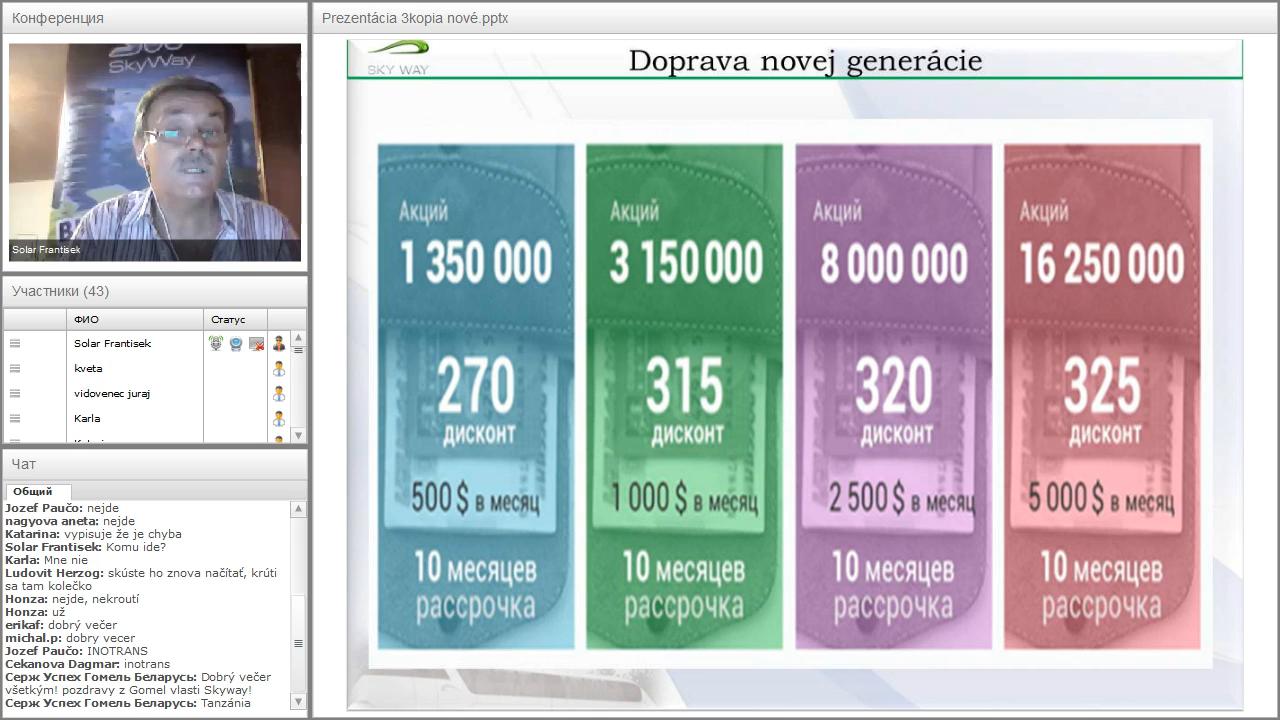 Конференция
SkyWay
Solar Frantisek
Участники (43)
ФИО
Статус
Solar Frantisek
kveta
vidovenec juraj
Karla
Чат
Общий
Jozef Paučo: nejde
nagyova aneta: nejde
Katarina: vypisuje že je chyba
Solar Frantisek: Komu ide?
Karla: Mne nie
Ludovit Herzog: skúste ho znova načítať, krúti
sa tam kolečko
Honza: nejde, nekroutí
Honza: už
erikaf: dobrý večer
michal.p: dobry vecer
Jozef Paučo: INOTRANS
Cekanova Dagmar: inotrans
Серж Успех Гомель Беларусь: Dobrý večer
všetkým! pozdravy z Gomel vlasti Skyway!
Серж Успех Гомель Беларусь: Tanzánia
Prezentácia 3kopia nové.pptx
SKY WAY
Doprava novej generácie
Акций
1 350 000
270
дисконт
500 $ в месяц
10 месяцев
рассрочка
Акций
3 150 000
315
дисконт
1 000 $ в месяц
10 месяцев
рассрочка
Акций
8 000 000
320
дисконт
2 500 $ в месяц
10 месяцев
рассрочка
Акций
16 250 000
325
дисконт
5 000 $ в месяц
10 месяцев
рассрочка